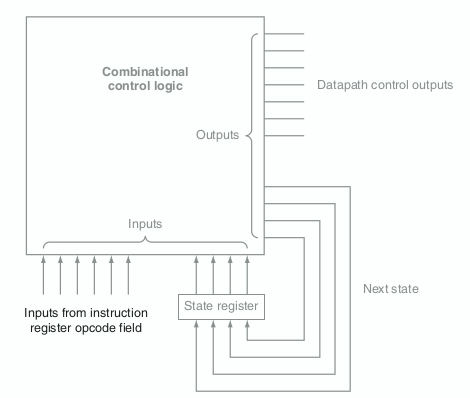 Combinational
control logic
Datapath control outputs
Outputs
Inputs
Inputs from instruction
register opcode field
State register
Next state